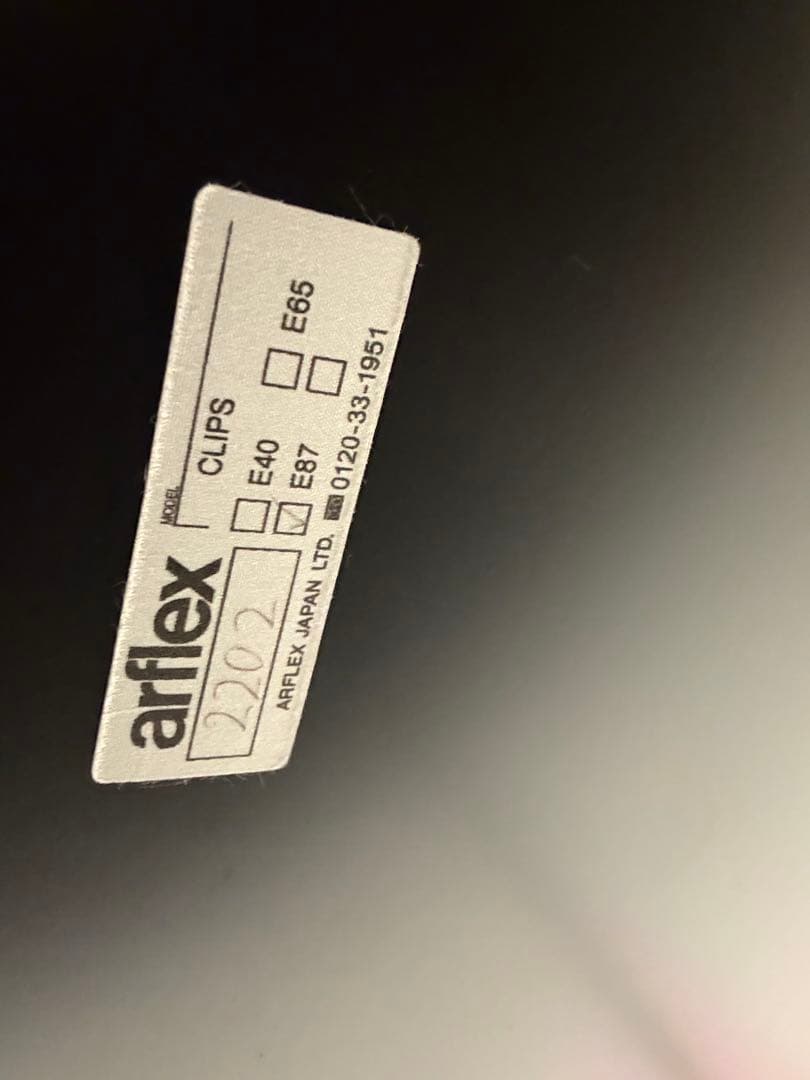 arflex
MODEL
CLIPS
2202
E40
E65
E87
ARFLEX JAPAN LTD. 0120-33-1951